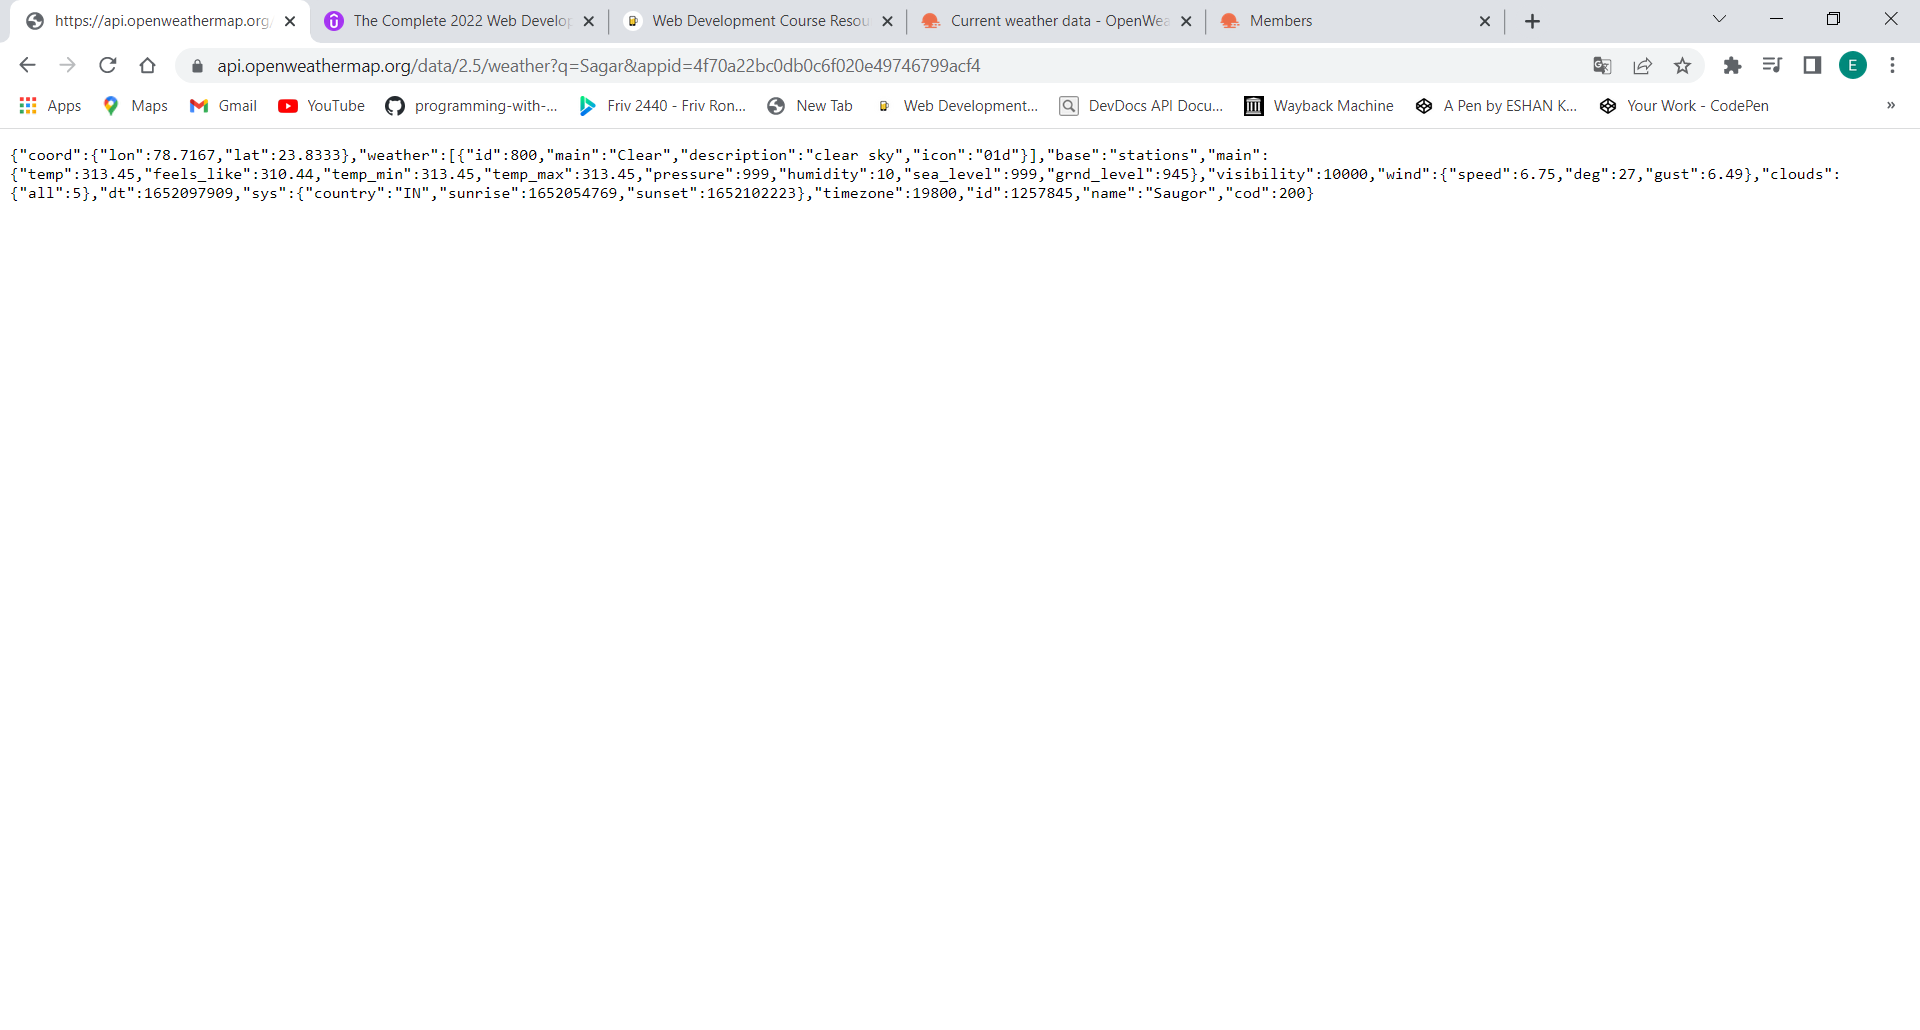 https://api.openweathermap.org/
The Complete 2022 Web Develop
Web Development Course Resou
Current weather data - OpenWea
Members
api.openweathermap.org/data/2.5/weather?q=Sagar&appid=4f70a22bc0db0c6f020e49746799acf4
E
Apps
Maps
Gmail
YouTube
programming-with-...
Friv 2440 - Friv Ron...
New Tab
Web Development...
DevDocs API Docu...
Wayback Machine
A Pen by ESHAN K...
Your Work - CodePen
»
{"coord":{"lon":78.7167,"lat":23.8333},"weather":[{"id":800,"main":"Clear","description":"clear sky","icon":"01d"}],"base":"stations","main":
{"temp":313.45,"feels_like":310.44,"temp_min":313.45,"temp_max":313.45,"pressure":999,"humidity":10,"sea_level":999,"grnd_level":945},"visibility":10000,"wind":{"speed":6.75,"deg":27,"gust":6.49},"clouds":
{"all":5},"dt":1652097909,"sys":{"country":"IN","sunrise":1652054769,"sunset":1652102223},"timezone":19800,"id":1257845,"name":"Saugor","cod":200}